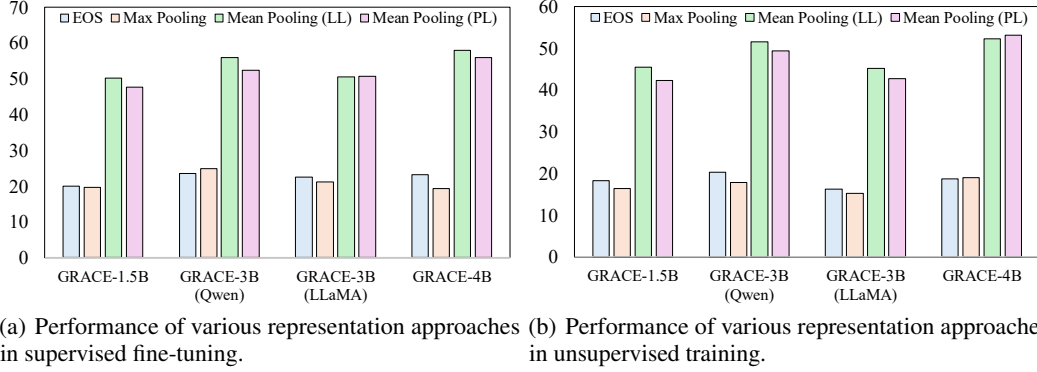 70
60
50
40
30
20
10
0
EOS Max Pooling Mean Pooling (LL) Mean Pooling (PL)
GRACE-1.5B GRACE-3B GRACE-3B GRACE-4B
(Qwen) (LLaMA)
60
50
40
30
20
10
0
EOS Max Pooling Mean Pooling (LL) Mean Pooling (PL)
GRACE-1.5B GRACE-3B GRACE-3B GRACE-4B
(Qwen) (LLaMA)
(a) Performance of various representation approaches
in supervised fine-tuning.
(b) Performance of various representation approache
in unsupervised training.